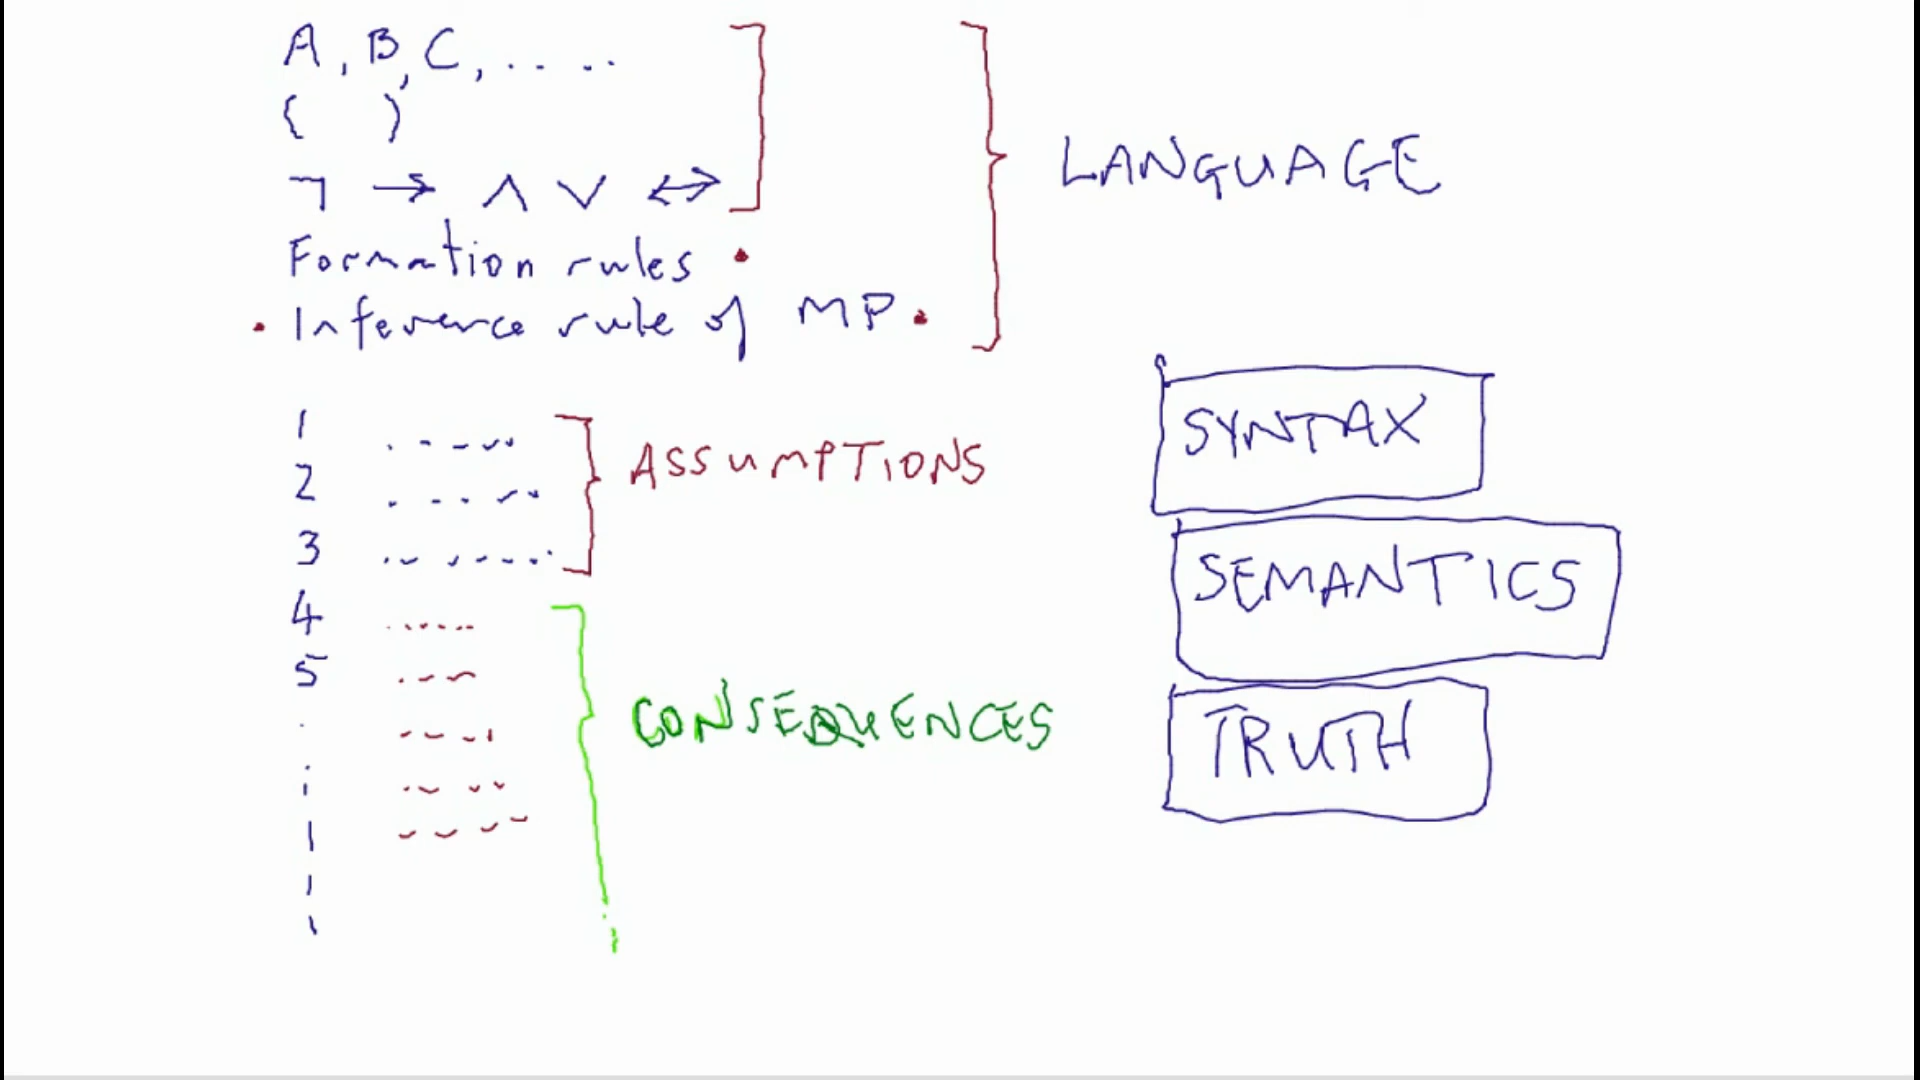 A, B, C, . . . .
( )
¬ → ∧ ∨ ↔
LANGUAGE
Formation rules •
• Inference rule of MP •
1
2
3
ASSUMPTIONS
4
5
CONSEQUENCES
SYNTAX
SEMANTICS
TRUTH